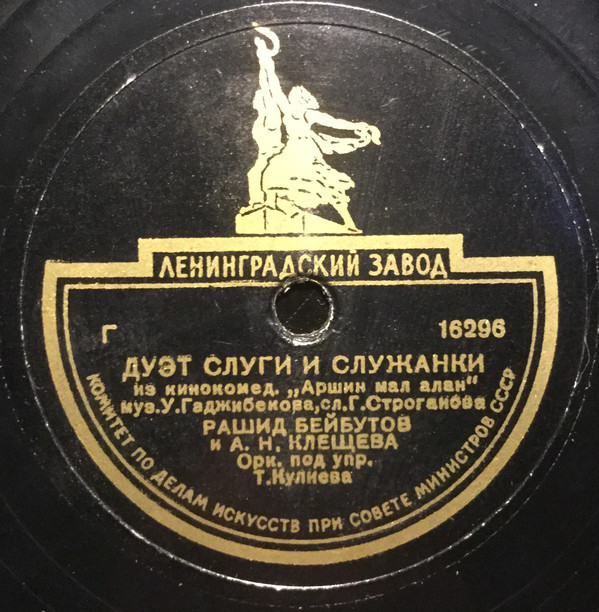 ЛЕНИНГРАДСКИЙ ЗАВОД
Г 16296
ДУЭТ СЛУГИ И СЛУЖАНКИ
из кинокомед. „Аршин мал алан"
муз.У.Гаджибекова,сл.Г.Строганова
РАШИД БЕЙБУТОВ
и А. Н. КЛЕЩЕВА
Орк. под упр.
Т.Кулиева
КОМИТЕТ ПО ДЕЛАМ ИСКУССТВ ПРИ СОВЕТЕ МИНИСТРОВ СССР